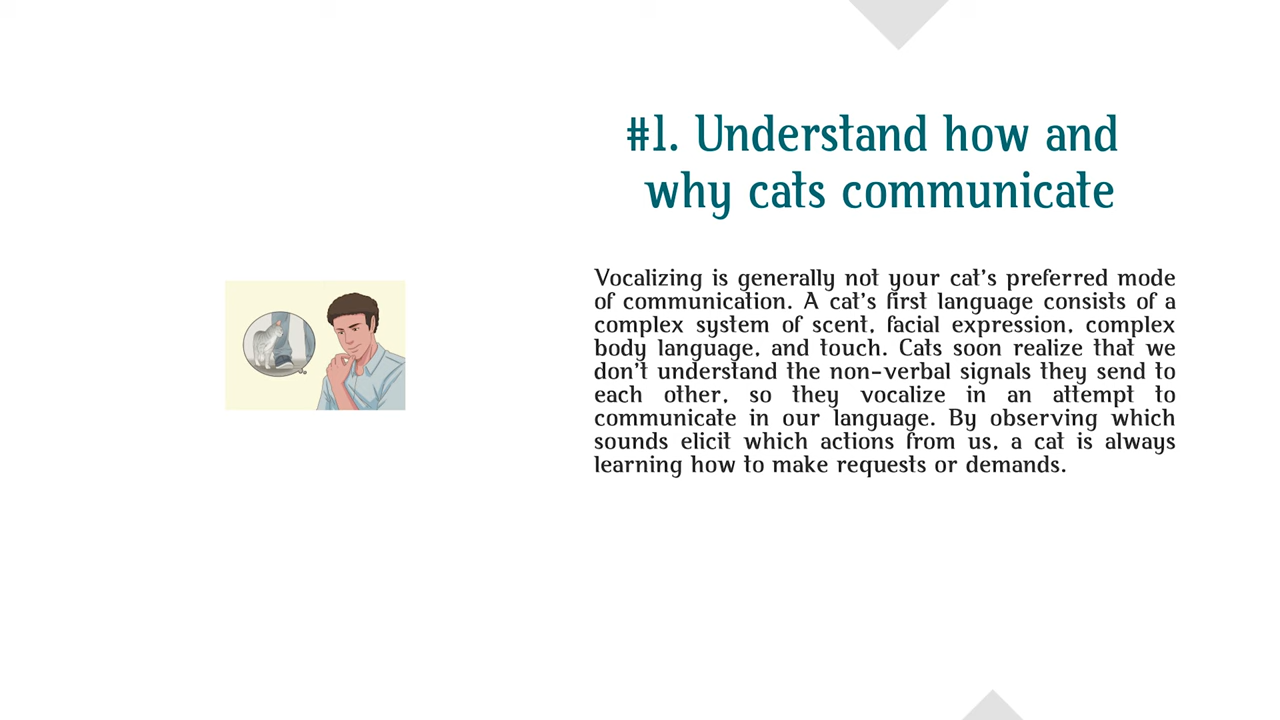 #1. Understand how and
why cats communicate
Vocalizing is generally not your cat's preferred mode
of communication. A cat's first language consists of a
complex system of scent, facial expression, complex
body language, and touch. Cats soon realize that we
don't understand the non-verbal signals they send to
each other, so they vocalize in an attempt to
communicate in our language. By observing which
sounds elicit which actions from us, a cat is always
learning how to make requests or demands.